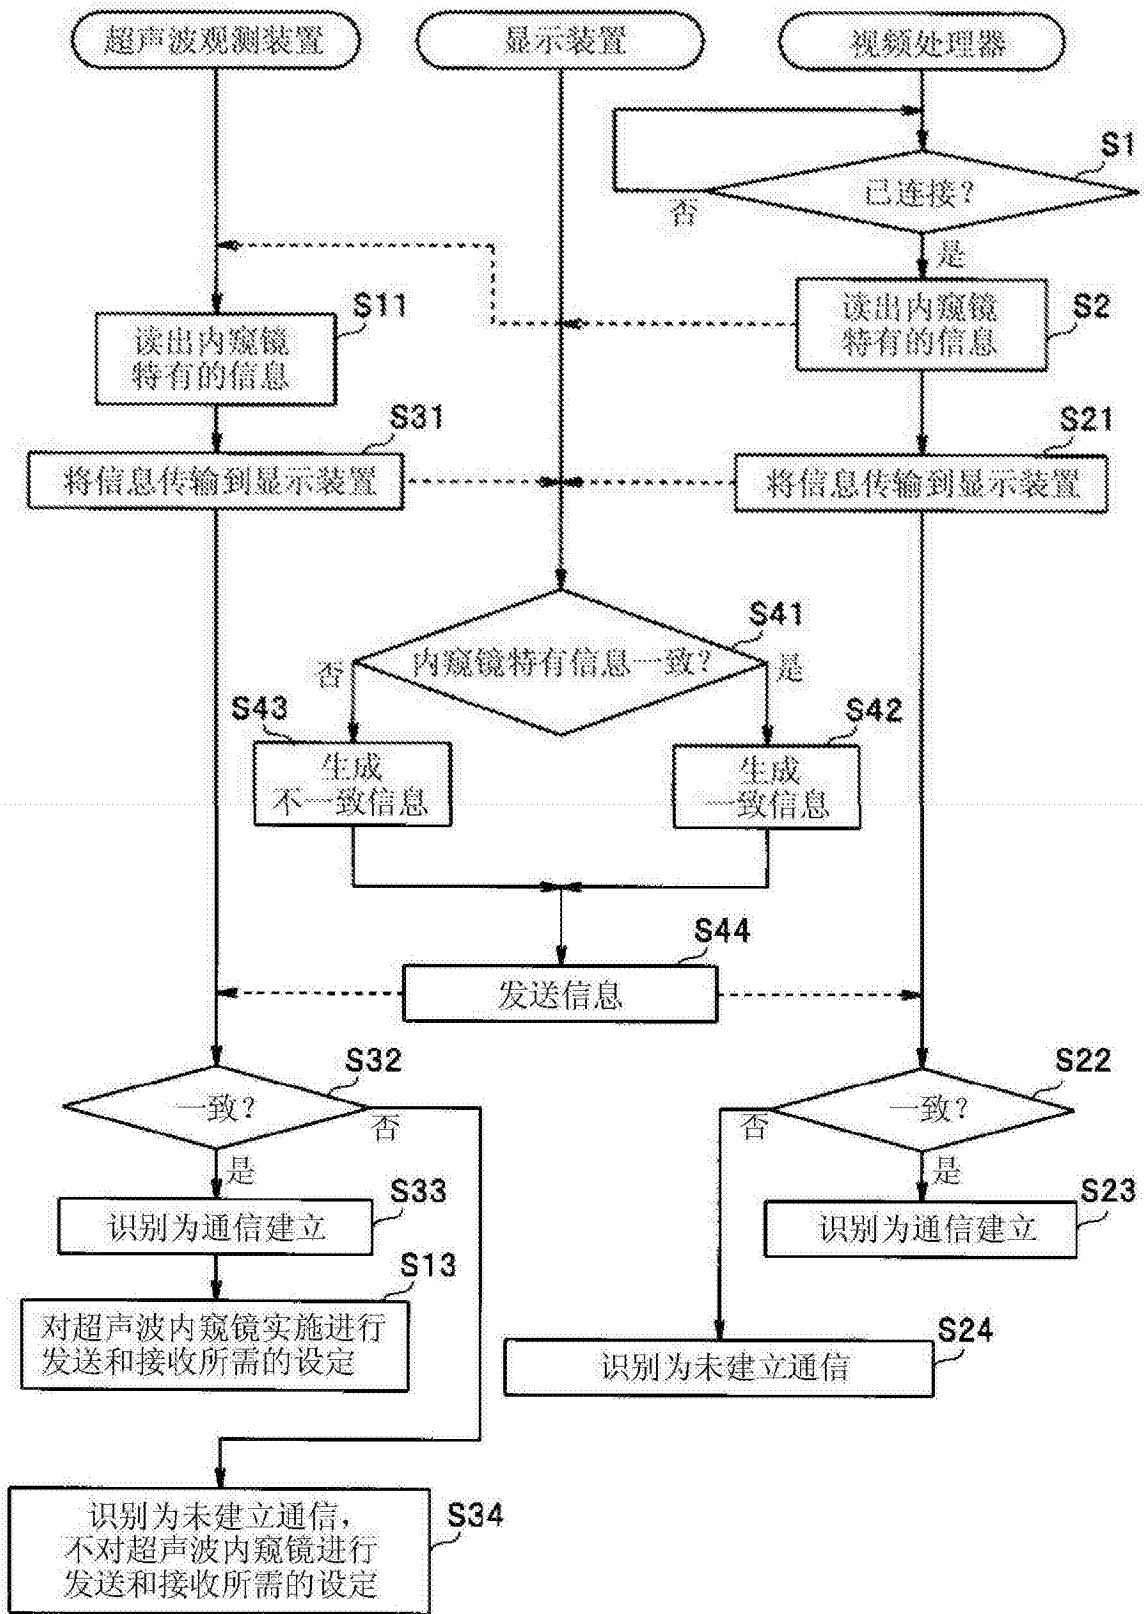 超声波观测装置
显示装置
视频处理器
S1
已连接?
否
是
S11
读出内窥镜
特有的信息
S2
读出内窥镜
特有的信息
S31
将信息传输到显示装置
S21
将信息传输到显示装置
S41
内窥镜特有信息一致?
否
是
S43
生成
不一致信息
S42
生成
一致信息
S44
发送信息
S32
一致?
否
是
S22
一致?
否
是
S33
识别为通信建立
S23
识别为通信建立
S13
对超声波内窥镜实施进行
发送和接收所需的设定
S24
识别为未建立通信
S34
识别为未建立通信,
不对超声波内窥镜进行
发送和接收所需的设定